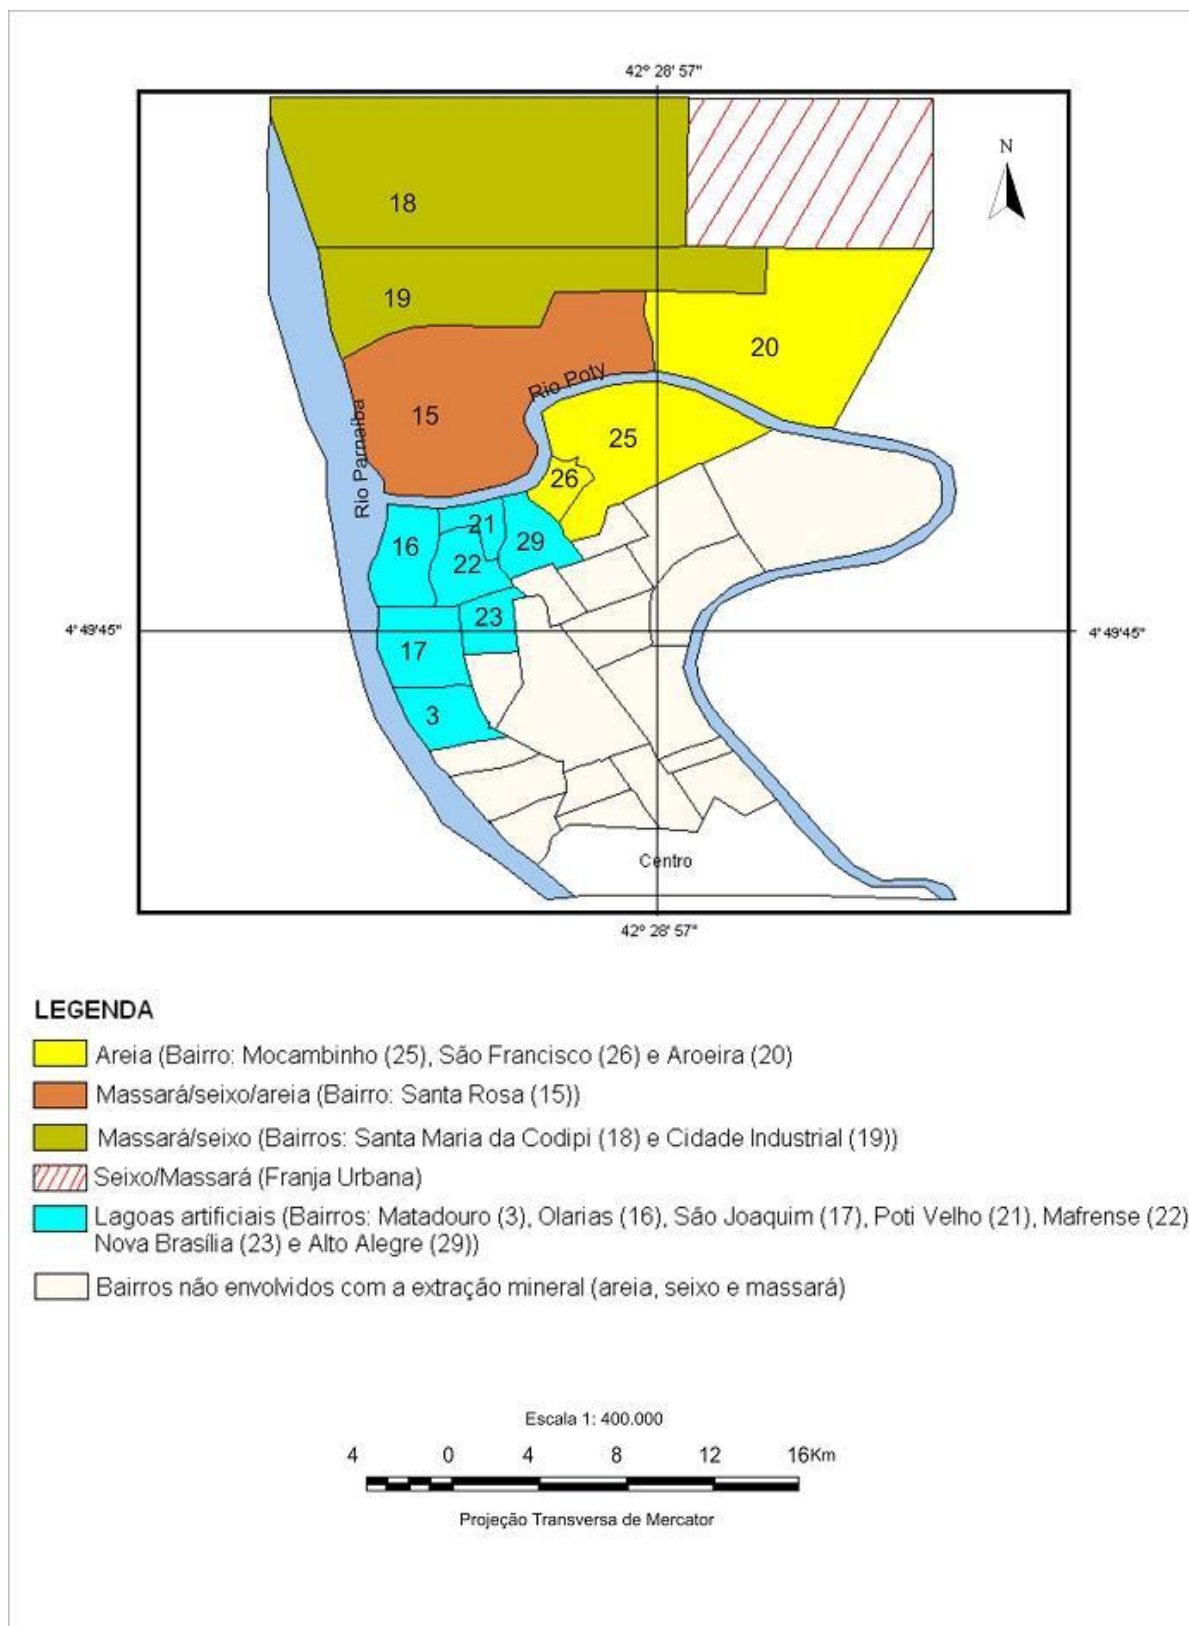 42° 28' 57"
N
18
19
20
Rio Poty
15
Rio Parnaíba
25
26
21
16
29
22
23
4° 49'45"
4° 49'45"
17
3
Centro
42° 28' 57"
LEGENDA
Areia (Bairro: Mocambinho (25), São Francisco (26) e Aroeira (20)
Massará/seixo/areia (Bairro: Santa Rosa (15))
Massará/seixo (Bairros: Santa Maria da Codipi (18) e Cidade Industrial (19))
Seixo/Massará (Franja Urbana)
Lagoas artificiais (Bairros: Matadouro (3), Olarias (16), São Joaquim (17), Poti Velho (21), Mafrense (22)
Nova Brasília (23) e Alto Alegre (29))
Bairros não envolvidos com a extração mineral (areia, seixo e massará)
Escala 1: 400.000
4 0 4 8 12 16Km
Projeção Transversa de Mercator